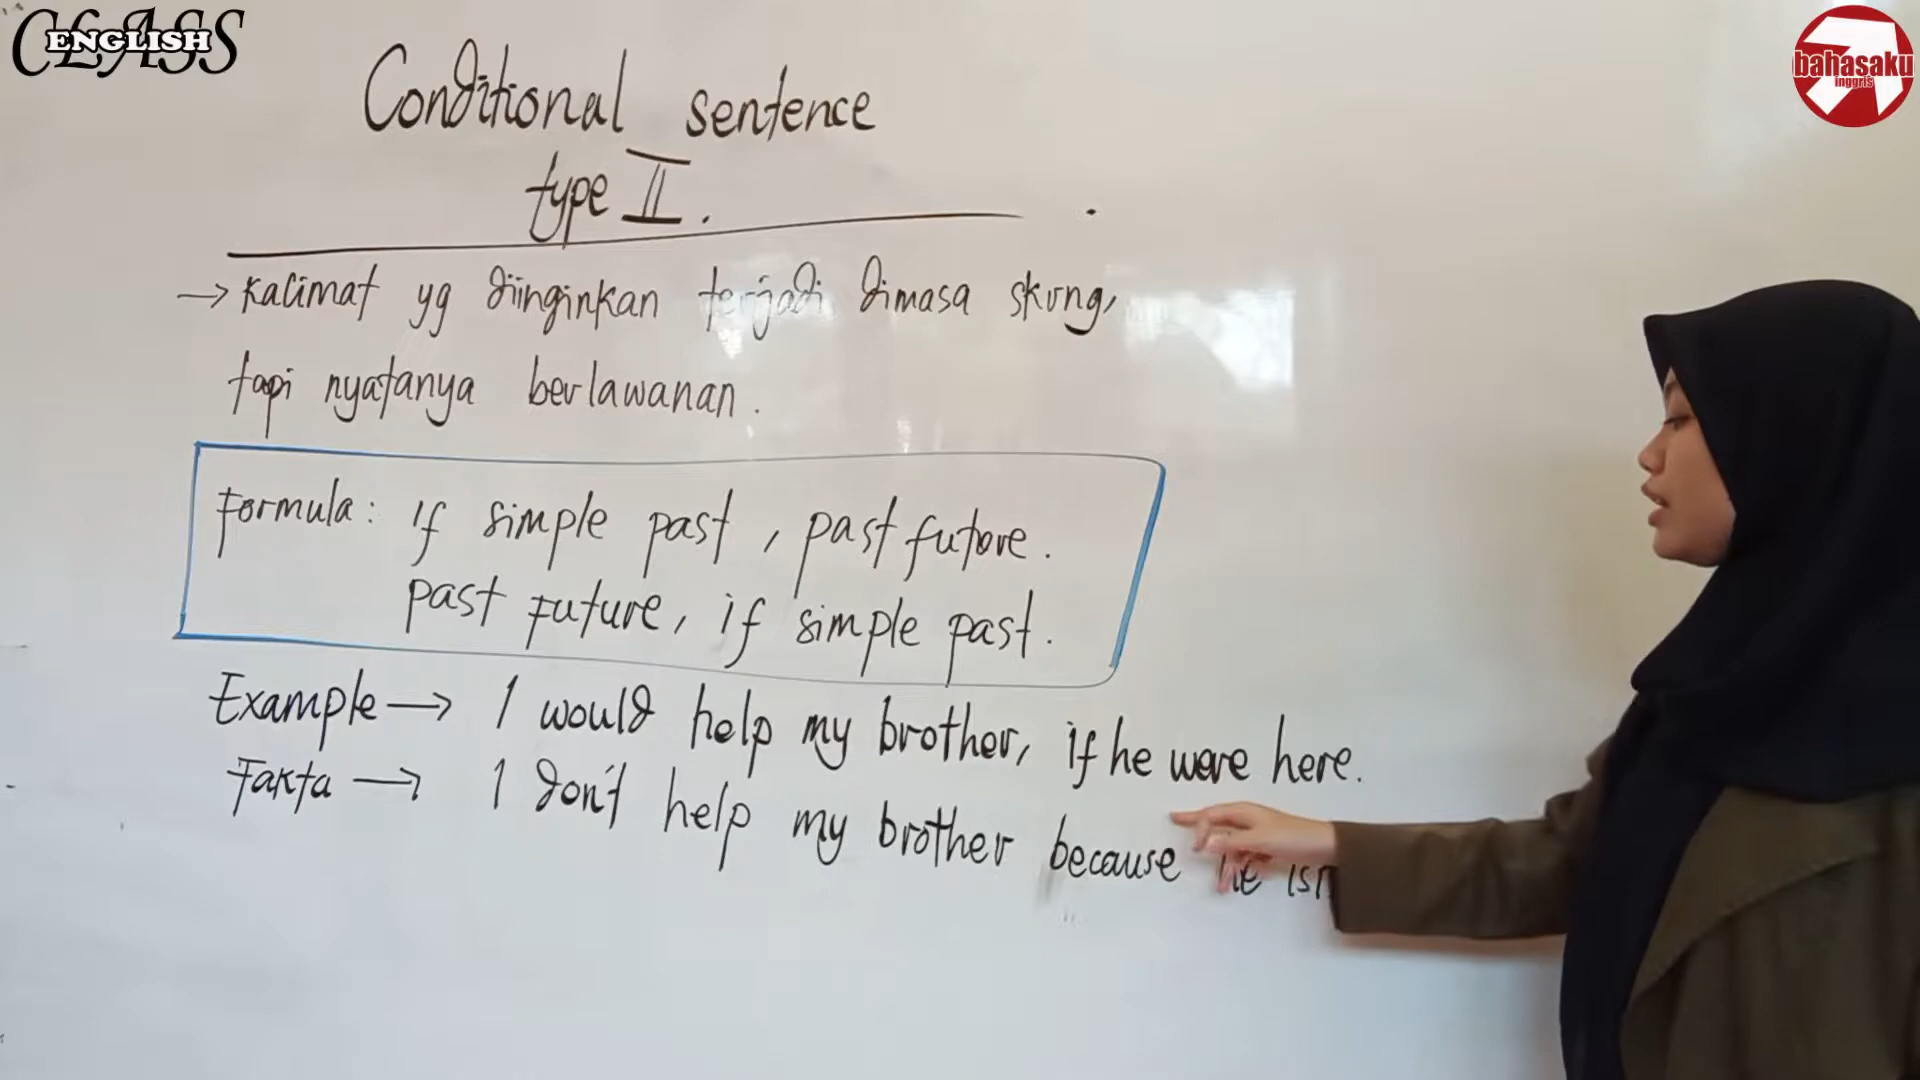 CLASS
ENGLISH
bahasaku
inggris
Conditional sentence
type II.
→ Kalimat yg diinginkan terjadi dimasa skrng,
tapi nyatanya berlawanan.
Formula: If simple past, past future.
past Future, if simple past.
Example → I would help my brother, if he were here.
Fakta → I don't help my brother because he